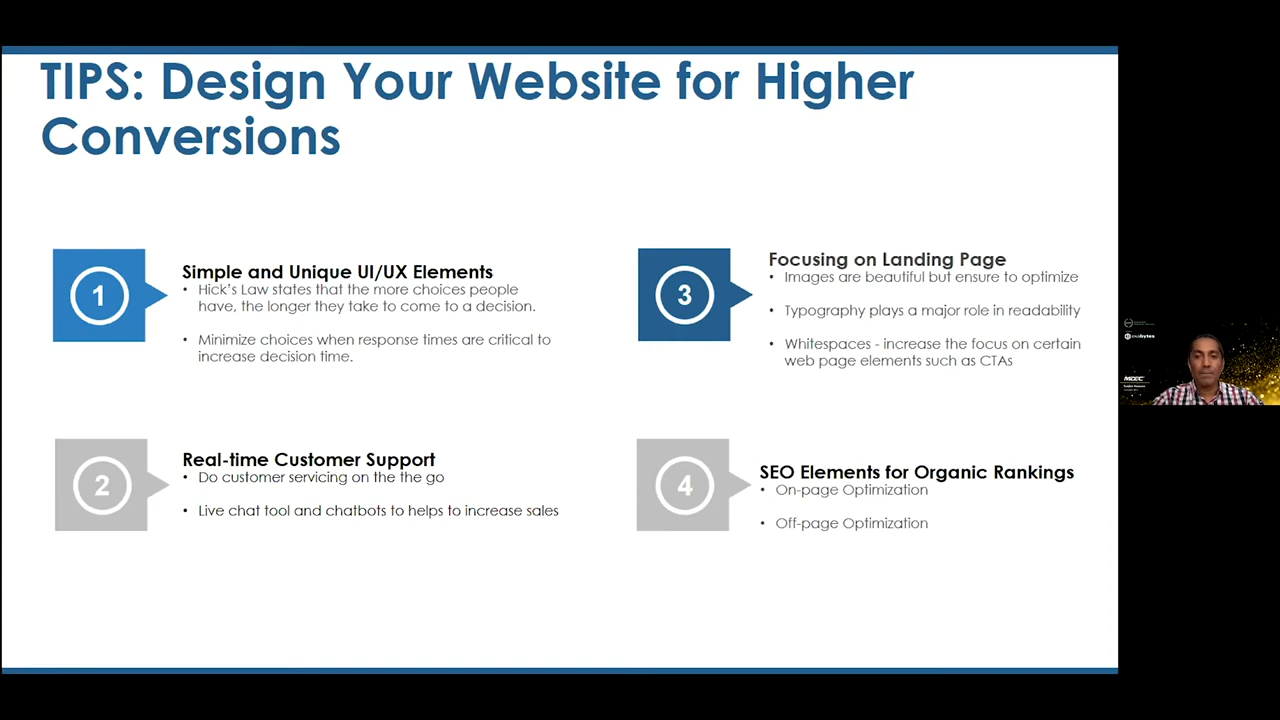 TIPS: Design Your Website for Higher
Conversions
1
Simple and Unique UI/UX Elements
• Hick's Law states that the more choices people
have, the longer they take to come to a decision.
• Minimize choices when response times are critical to
increase decision time.
2
Real-time Customer Support
• Do customer servicing on the the go
• Live chat tool and chatbots to helps to increase sales
3
Focusing on Landing Page
• Images are beautiful but ensure to optimize
• Typography plays a major role in readability
• Whitespaces - increase the focus on certain
web page elements such as CTAs
4
SEO Elements for Organic Rankings
• On-page Optimization
• Off-page Optimization
MDEC